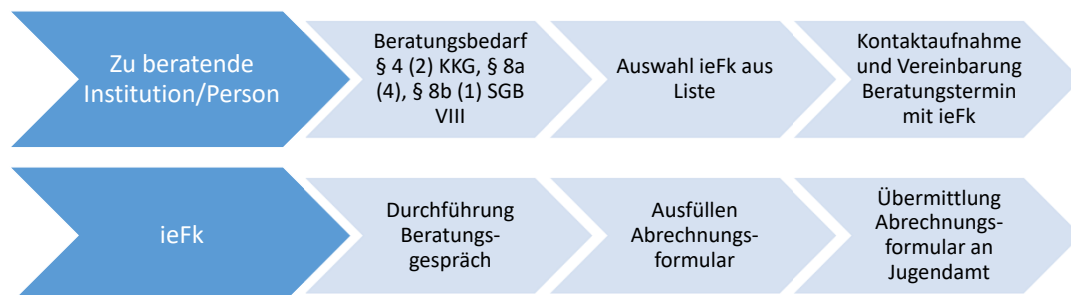 Zu beratende
Institution/Person
Beratungsbedarf
§ 4 (2) KKG, § 8a
(4), § 8b (1) SGB
VIII
Auswahl ieFk aus
Liste
Kontaktaufnahme
und Vereinbarung
Beratungstermin
mit ieFk
ieFk
Durchführung
Beratungs-
gespräch
Ausfüllen
Abrechnungs-
formular
Übermittlung
Abrechnungs-
formular an
Jugendamt